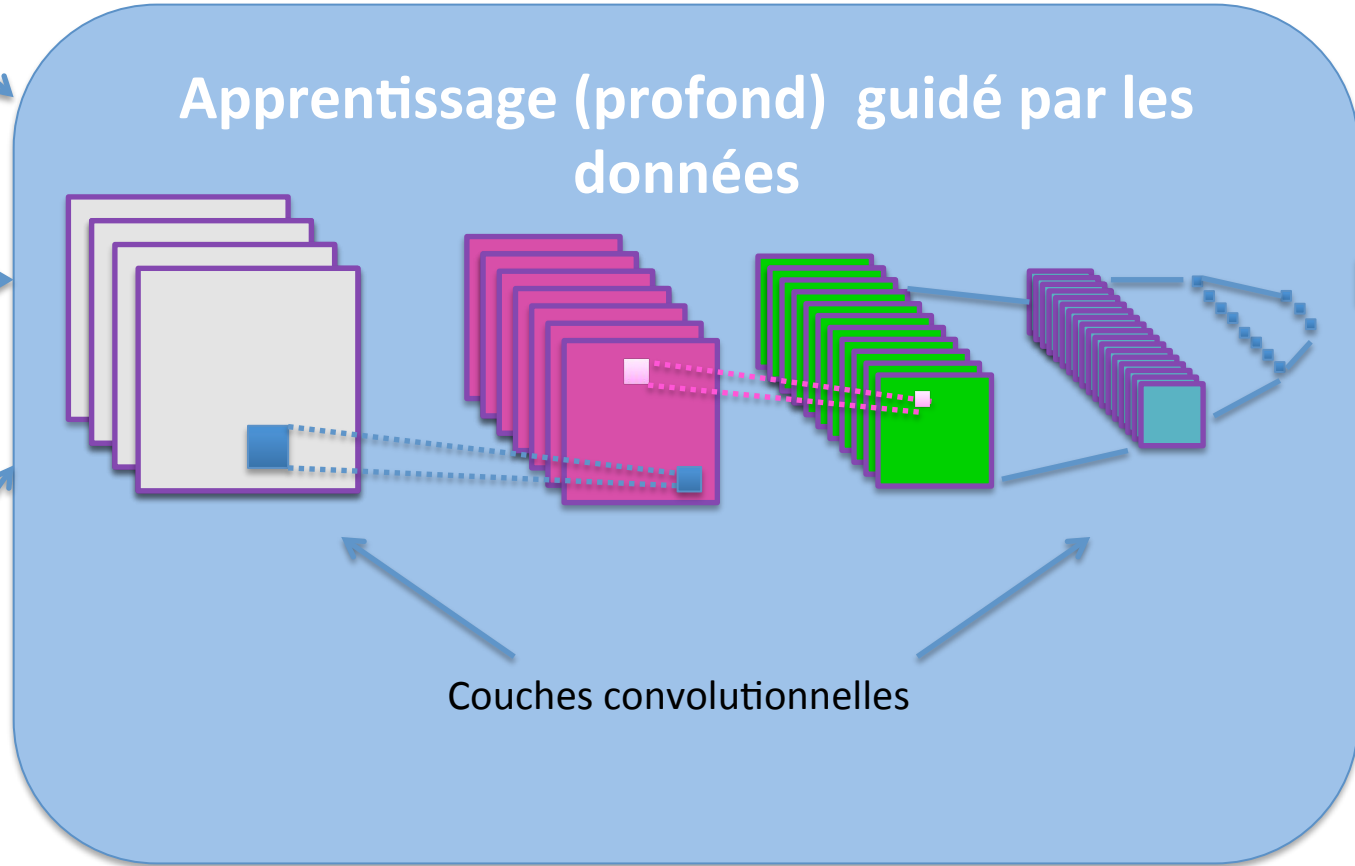 Apprentissage (profond) guidé par les
données
Couches convolutionnelles